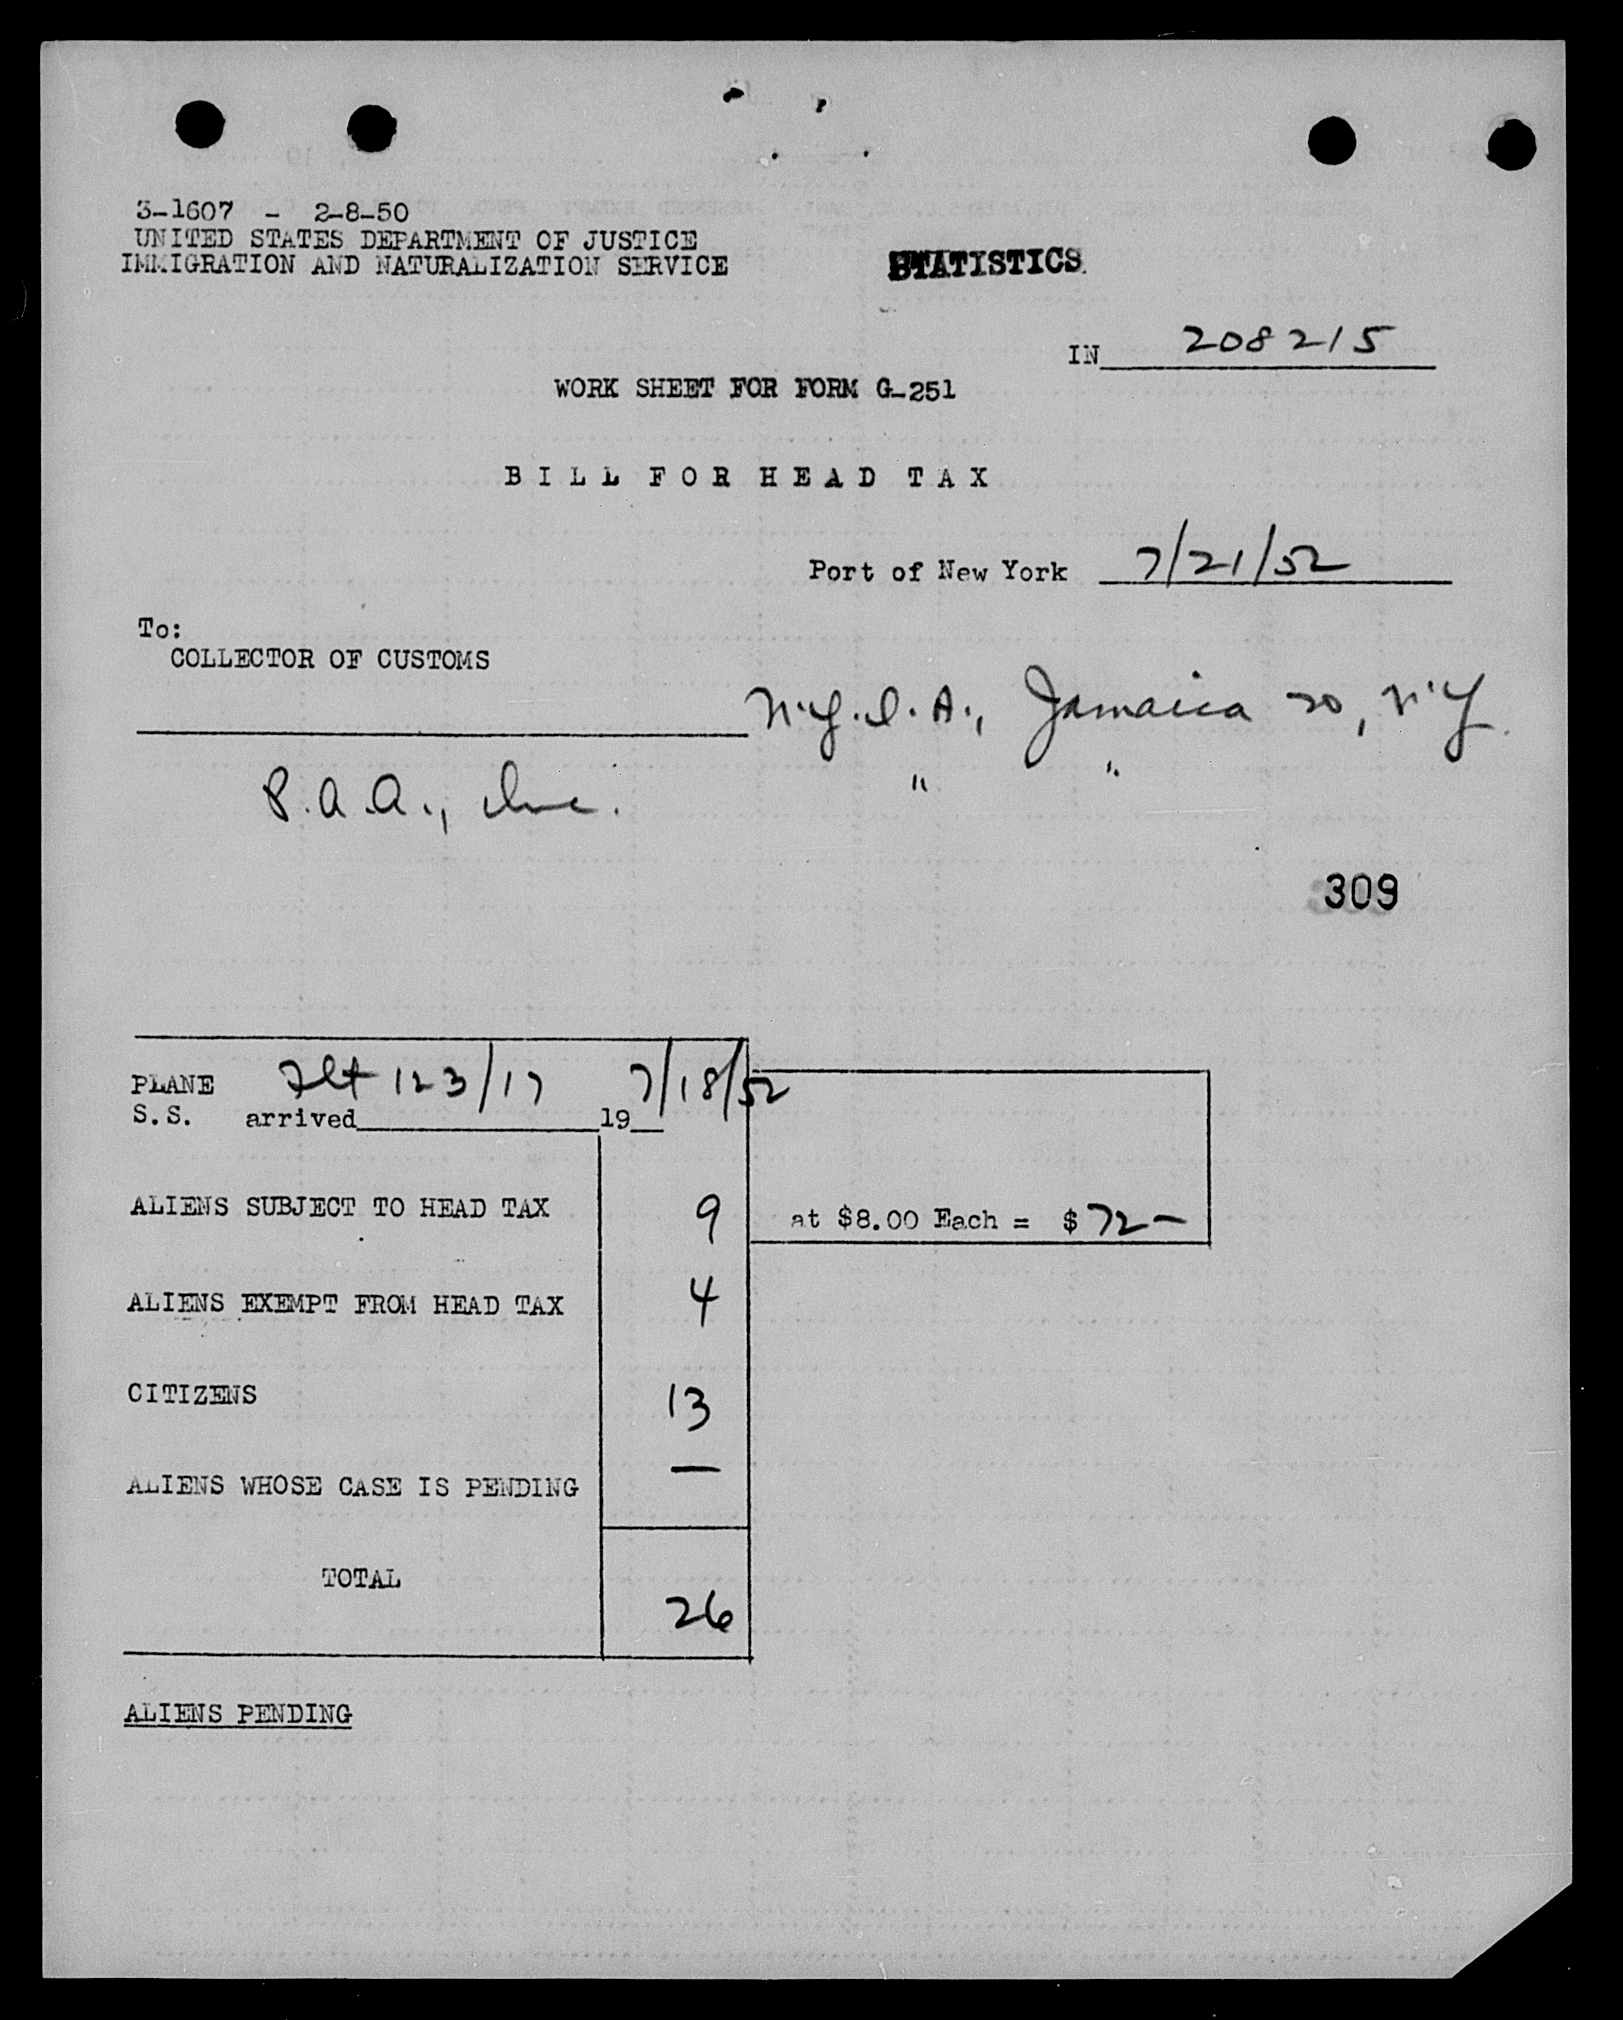 3-1607 - 2-8-50
UNITED STATES DEPARTMENT OF JUSTICE
IMMIGRATION AND NATURALIZATION SERVICE
STATISTICS
IN 208215
WORK SHEET FOR FORM G-251
BILL FOR HEAD TAX
Port of New York 7/21/52
To:
COLLECTOR OF CUSTOMS
N.Y.I.A., Jamaica 20, N.Y.
P.A.A., Inc. " "
309
PLANE Flt 123/17 7/18/52
S.S. arrived 19
ALIENS SUBJECT TO HEAD TAX 9 at $8.00 Each = $72-
ALIENS EXEMPT FROM HEAD TAX 4
CITIZENS 13
ALIENS WHOSE CASE IS PENDING —
TOTAL 26
ALIENS PENDING